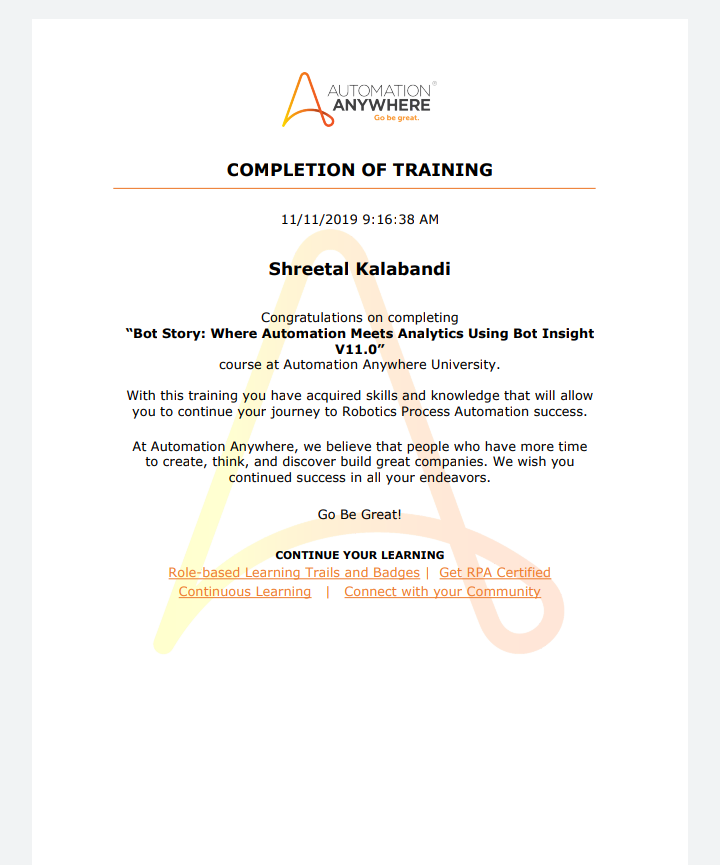 AUTOMATION®
ANYWHERE
Go be great.
COMPLETION OF TRAINING
11/11/2019 9:16:38 AM
Shreetal Kalabandi
Congratulations on completing
“Bot Story: Where Automation Meets Analytics Using Bot Insight
V11.0”
course at Automation Anywhere University.
With this training you have acquired skills and knowledge that will allow
you to continue your journey to Robotics Process Automation success.
At Automation Anywhere, we believe that people who have more time
to create, think, and discover build great companies. We wish you
continued success in all your endeavors.
Go Be Great!
CONTINUE YOUR LEARNING
Role-based Learning Trails and Badges | Get RPA Certified
Continuous Learning | Connect with your Community